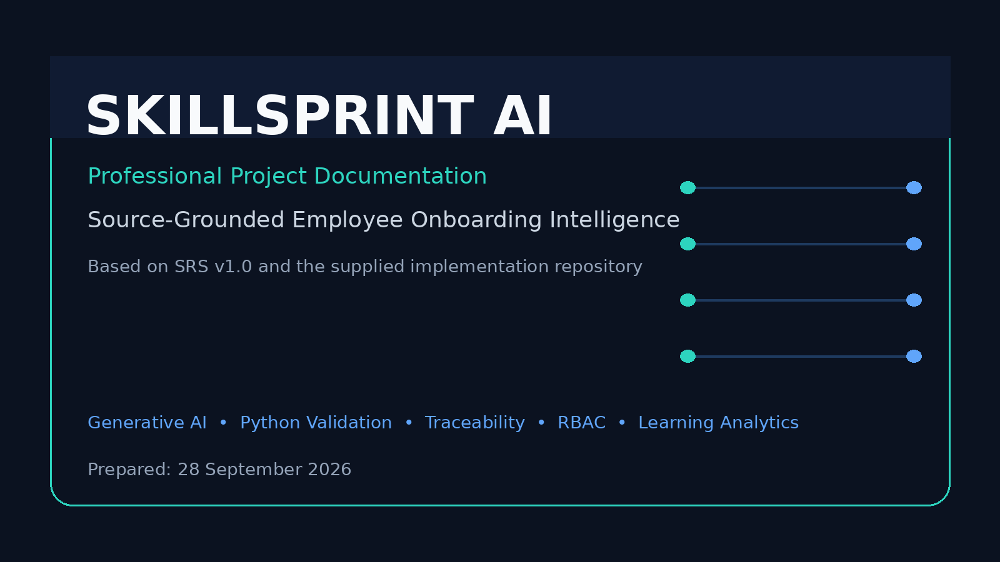 SKILLSPRINT AI
Professional Project Documentation
Source-Grounded Employee Onboarding Intelligence
Based on SRS v1.0 and the supplied implementation repository
Generative AI • Python Validation • Traceability • RBAC • Learning Analytics
Prepared: 28 September 2026